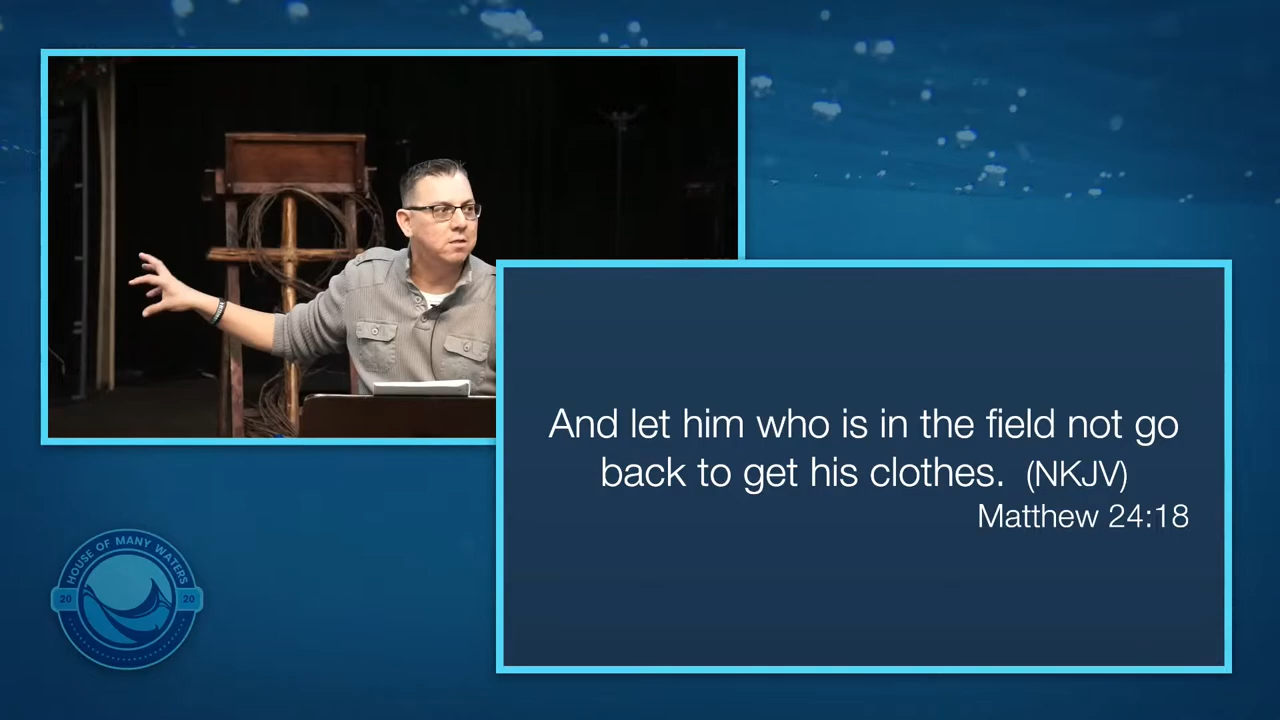 And let him who is in the field not go
back to get his clothes. (NKJV)
Matthew 24:18
HOUSE OF MANY WATERS
20 20